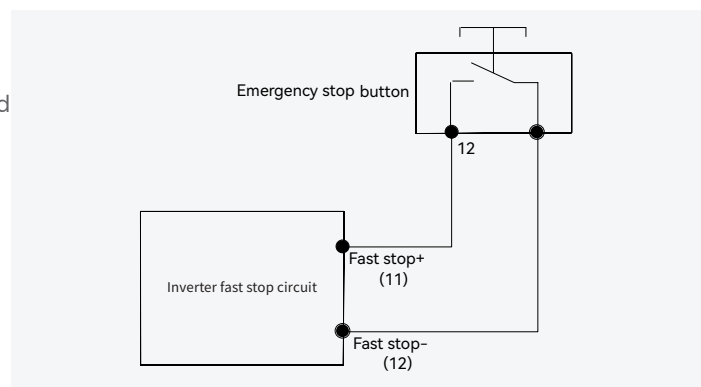 d
Emergency stop button
12
Fast stop+
(11)
Inverter fast stop circuit
Fast stop-
(12)